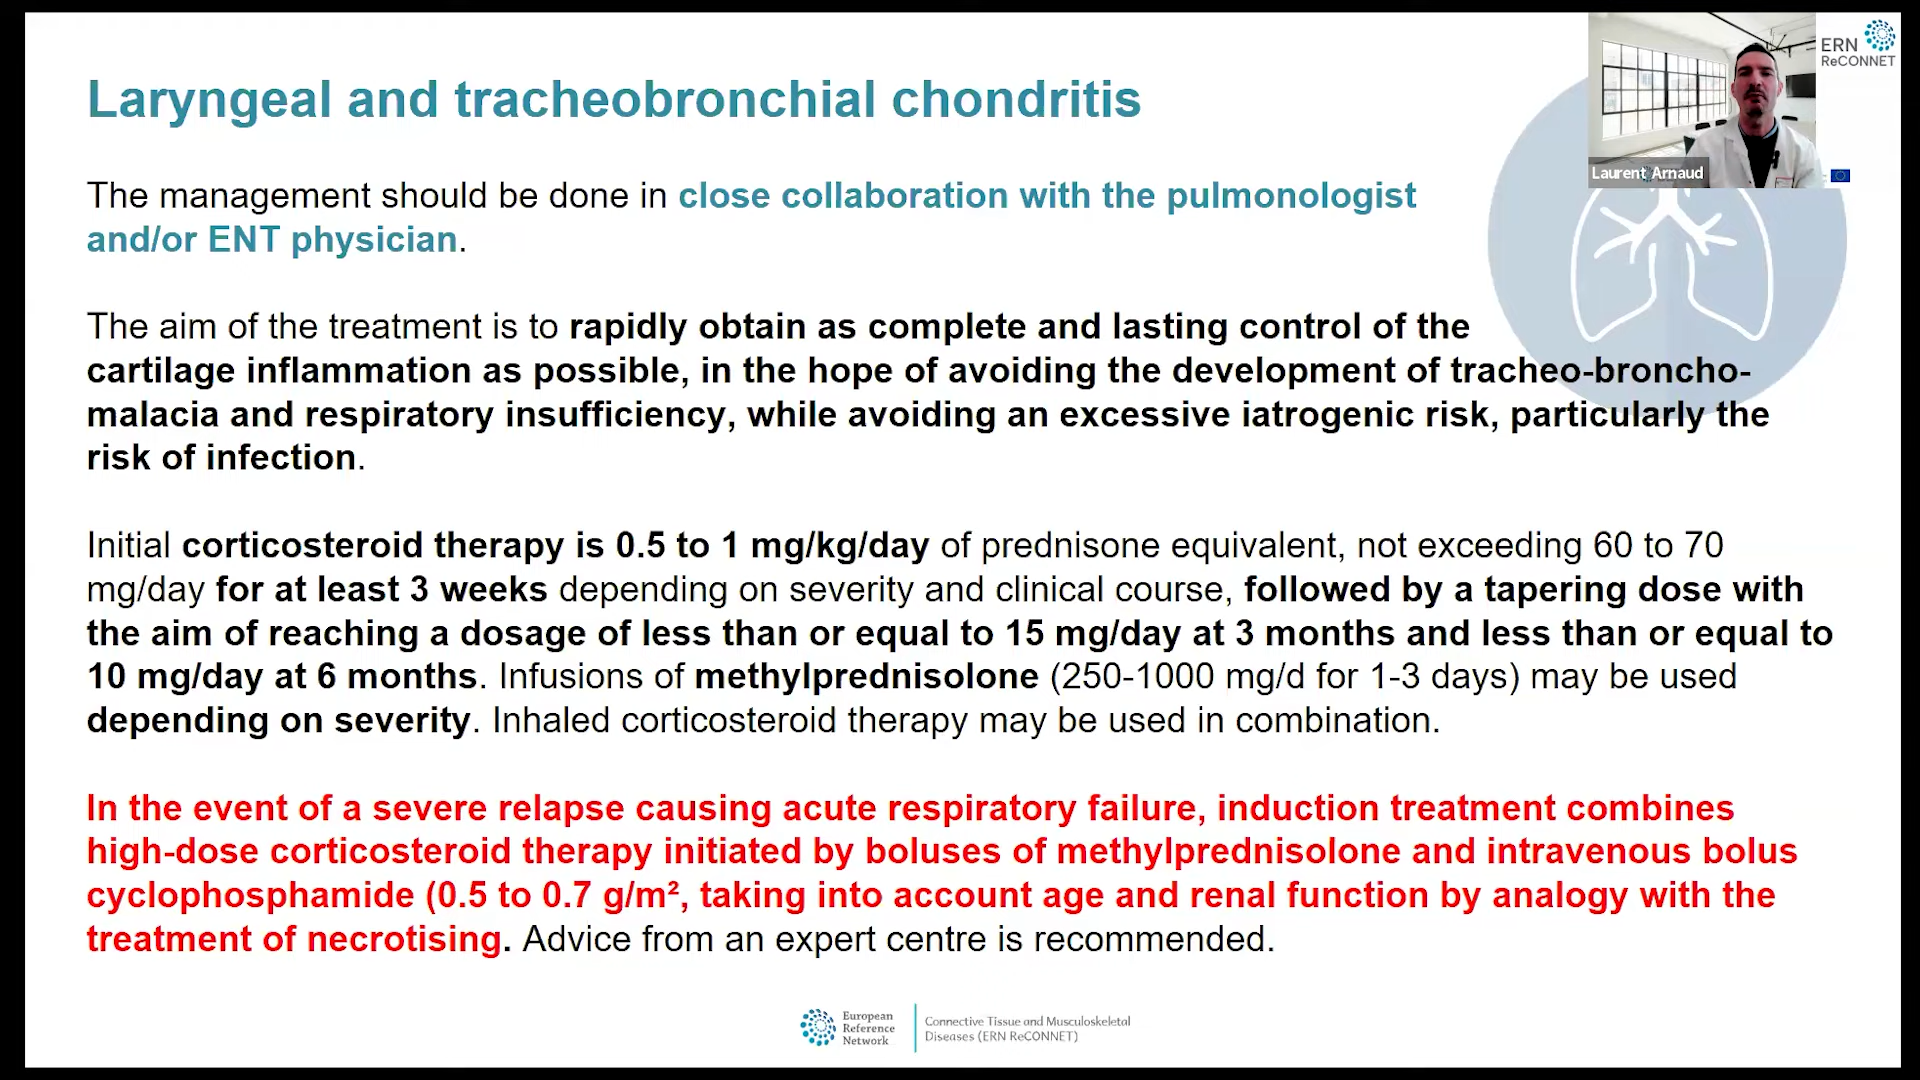 Laryngeal and tracheobronchial chondritis
ERN
ReCONNET
Laurent Arnaud
The management should be done in close collaboration with the pulmonologist
and/or ENT physician.
The aim of the treatment is to rapidly obtain as complete and lasting control of the
cartilage inflammation as possible, in the hope of avoiding the development of tracheo-broncho-
malacia and respiratory insufficiency, while avoiding an excessive iatrogenic risk, particularly the
risk of infection.
Initial corticosteroid therapy is 0.5 to 1 mg/kg/day of prednisone equivalent, not exceeding 60 to 70
mg/day for at least 3 weeks depending on severity and clinical course, followed by a tapering dose with
the aim of reaching a dosage of less than or equal to 15 mg/day at 3 months and less than or equal to
10 mg/day at 6 months. Infusions of methylprednisolone (250-1000 mg/d for 1-3 days) may be used
depending on severity. Inhaled corticosteroid therapy may be used in combination.
In the event of a severe relapse causing acute respiratory failure, induction treatment combines
high-dose corticosteroid therapy initiated by boluses of methylprednisolone and intravenous bolus
cyclophosphamide (0.5 to 0.7 g/m², taking into account age and renal function by analogy with the
treatment of necrotising. Advice from an expert centre is recommended.
European
Reference
Network
Connective Tissue and Musculoskeletal
Diseases (ERN ReCONNET)